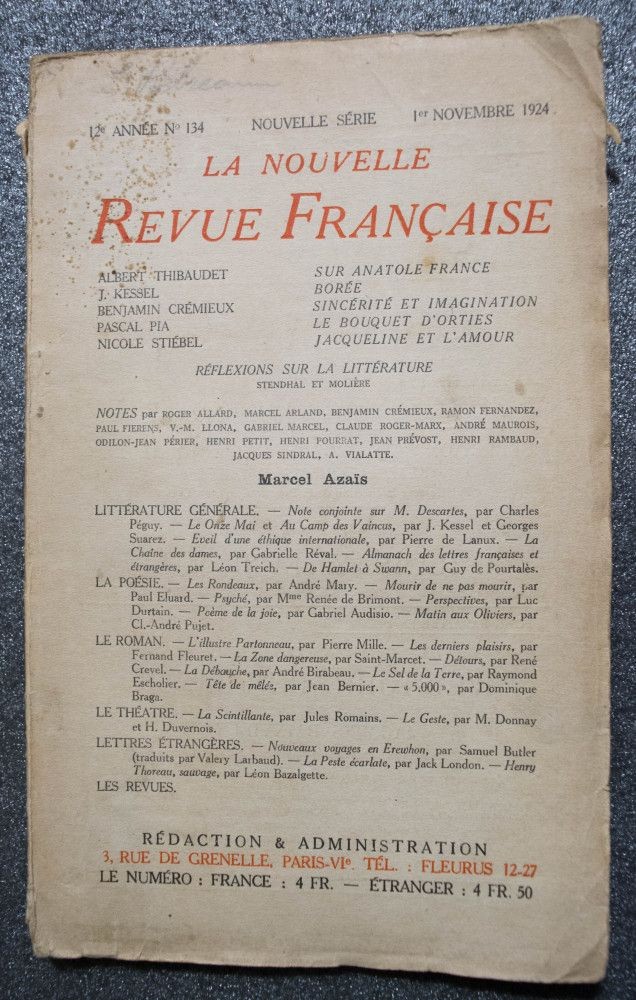 12e ANNÉE No 134 NOUVELLE SÉRIE 1er NOVEMBRE 1924
LA NOUVELLE
REVUE FRANÇAISE
ALBERT THIBAUDET SUR ANATOLE FRANCE
J. KESSEL BORÉE
BENJAMIN CRÉMIEUX SINCÉRITÉ ET IMAGINATION
PASCAL PIA LE BOUQUET D'ORTIES
NICOLE STIÉBEL JACQUELINE ET L'AMOUR
RÉFLEXIONS SUR LA LITTÉRATURE
STENDHAL ET MOLIÈRE
NOTES par ROGER ALLARD, MARCEL ARLAND, BENJAMIN CRÉMIEUX, RAMON FERNANDEZ,
PAUL FIERENS, V.-M. LLONA, GABRIEL MARCEL, CLAUDE ROGER-MARX, ANDRÉ MAUROIS,
ODILON-JEAN PÉRIER, HENRI PETIT, HENRI POURRAT, JEAN PRÉVOST, HENRI RAMBAUD,
JACQUES SINDRAL, A. VIALATTE.
Marcel Azaïs
LITTÉRATURE GÉNÉRALE. — Note conjointe sur M. Descartes, par Charles
Péguy. — Le Onze Mai et Au Camp des Vaincus, par J. Kessel et Georges
Suarez. — Eveil d'une éthique internationale, par Pierre de Lanux. — La
Chaîne des dames, par Gabrielle Réval. — Almanach des lettres françaises et
étrangères, par Léon Treich. — De Hamlet à Swann, par Guy de Pourtalès.
LA POÉSIE. — Les Rondeaux, par André Mary. — Mourir de ne pas mourir, par
Paul Eluard. — Psyché, par Mme Renée de Brimont. — Perspectives, par Luc
Durtain. — Poème de la joie, par Gabriel Audisio. — Matin aux Oliviers, par
Cl.-André Pujet.
LE ROMAN. — L'illustre Partonneau, par Pierre Mille. — Les derniers plaisirs, par
Fernand Fleuret. — La Zone dangereuse, par Saint-Marcet. — Détours, par René
Crevel. — La Débauche, par André Birabeau. — Le Sel de la Terre, par Raymond
Escholier. — Tête de mêlés, par Jean Bernier. — « 5.000 », par Dominique
Braga.
LE THÉATRE. — La Scintillante, par Jules Romains. — Le Geste, par M. Donnay
et H. Duvernois.
LETTRES ÉTRANGÈRES. — Nouveaux voyages en Erewhon, par Samuel Butler
(traduits par Valery Larbaud). — La Peste écarlate, par Jack London. — Henry
Thoreau, sauvage, par Léon Bazalgette.
LES REVUES.
RÉDACTION & ADMINISTRATION
3, RUE DE GRENELLE, PARIS-VIe. TÉL. : FLEURUS 12-27
LE NUMÉRO : FRANCE : 4 FR. — ÉTRANGER : 4 FR. 50